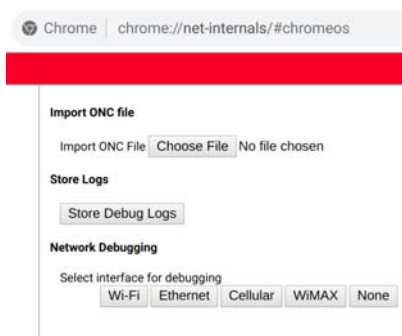 Chrome | chrome://net-internals/#chromeos
Import ONC file
Import ONC File Choose File No file chosen
Store Logs
Store Debug Logs
Network Debugging
Select interface for debugging
Wi-Fi Ethernet Cellular WiMAX None